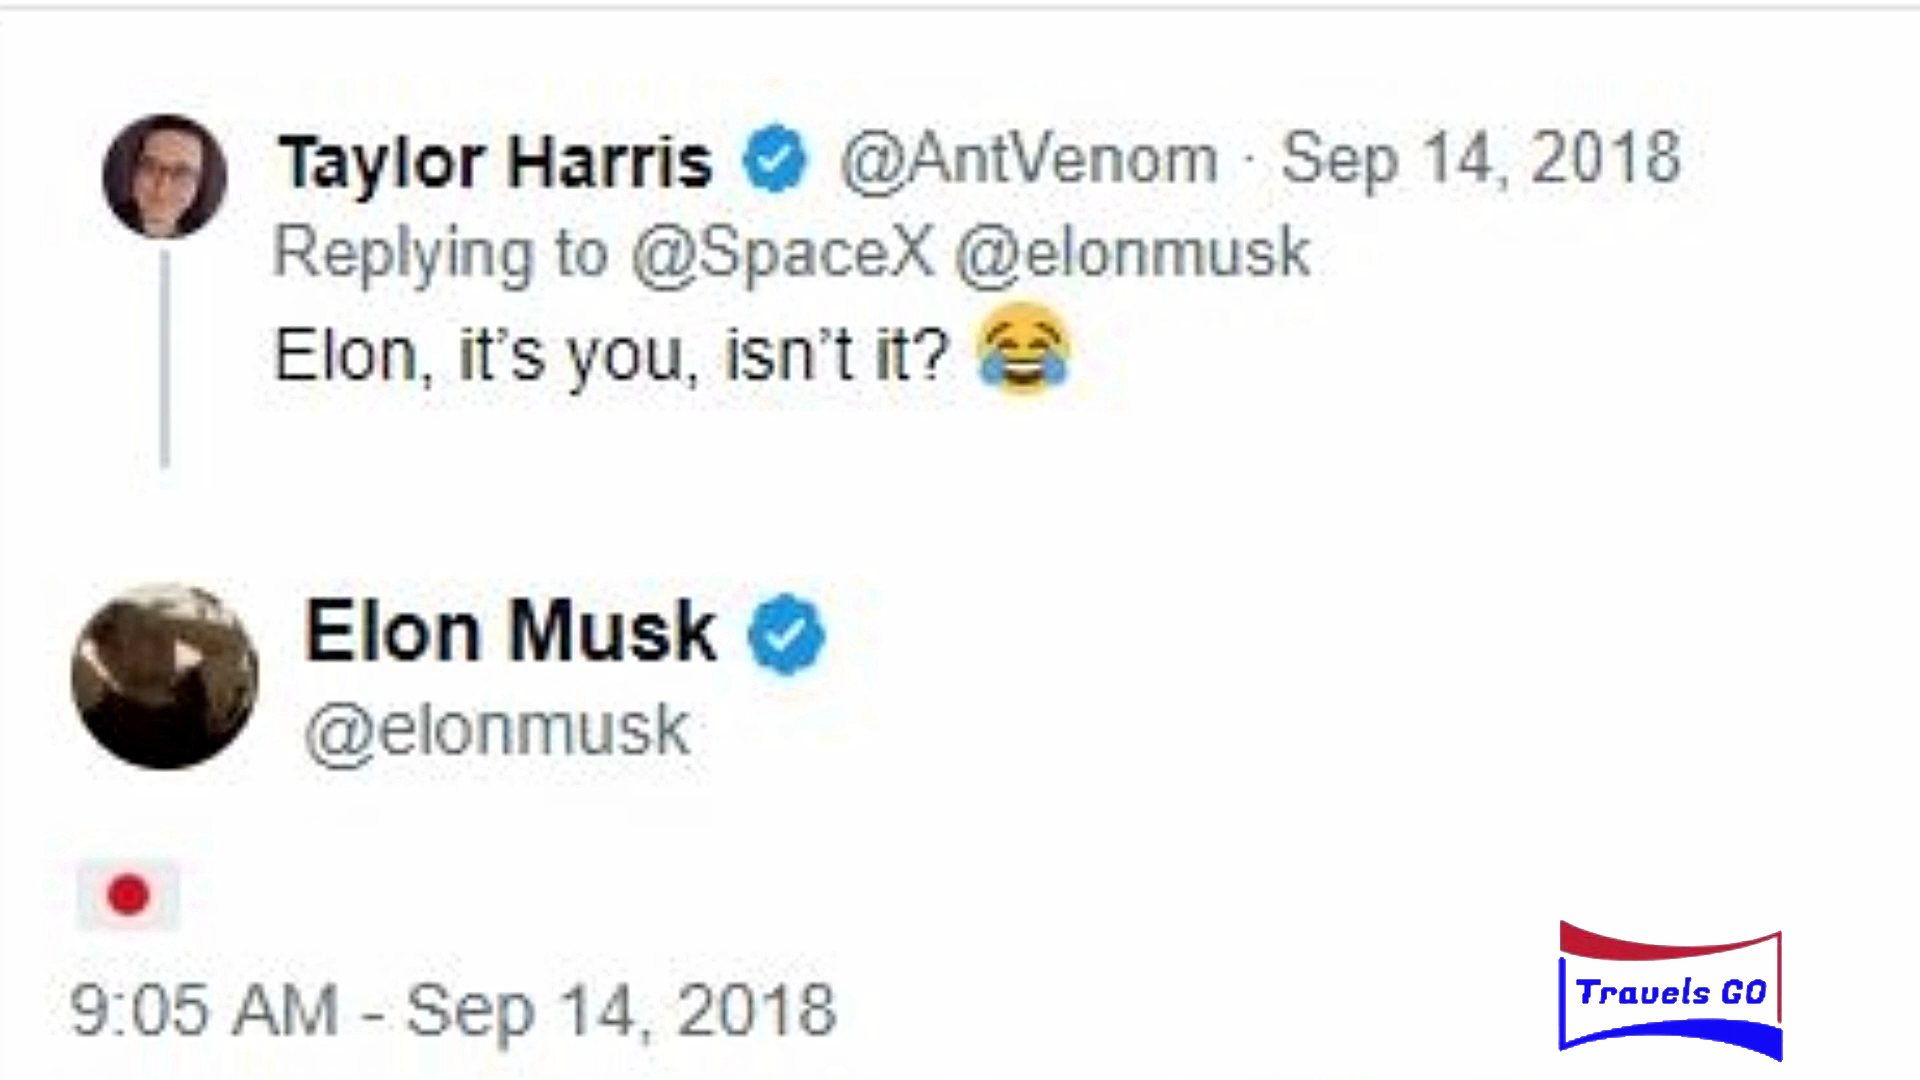 Taylor Harris @AntVenom · Sep 14, 2018
Replying to @SpaceX @elonmusk
Elon, it’s you, isn’t it? 😂
Elon Musk
@elonmusk
🇯🇵
9:05 AM - Sep 14, 2018
Travels GO